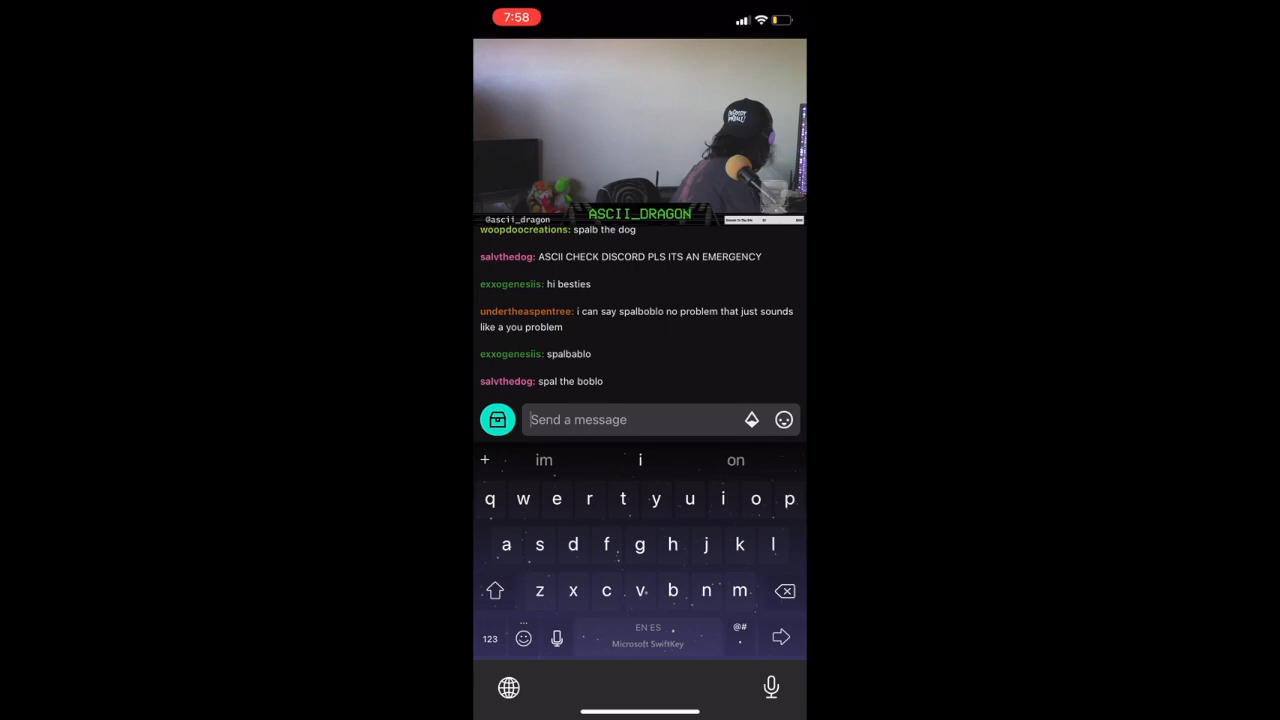 7:58
@ascii_dragon
ASCII_DRAGON
woopdoocreations: spalb the dog
salvthedog: ASCII CHECK DISCORD PLS ITS AN EMERGENCY
exxogenesiis: hi besties
undertheaspentree: i can say spalboblo no problem that just sounds
like a you problem
exxogenesiis: spalbablo
salvthedog: spal the boblo
Send a message
+ im i on
q w e r t y u i o p
a s d f g h j k l
z x c v b n m
123 EN ES @#
Microsoft SwiftKey